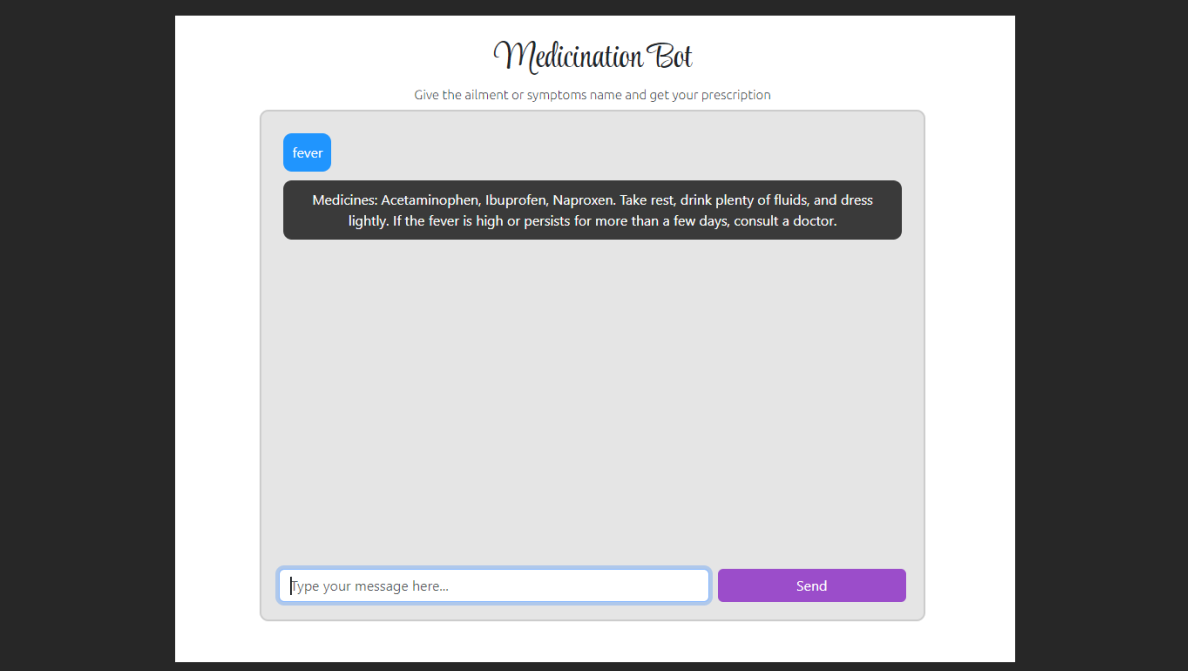 Medicination Bot
Give the ailment or symptoms name and get your prescription
fever
Medicines: Acetaminophen, Ibuprofen, Naproxen. Take rest, drink plenty of fluids, and dress
lightly. If the fever is high or persists for more than a few days, consult a doctor.
Type your message here...
Send